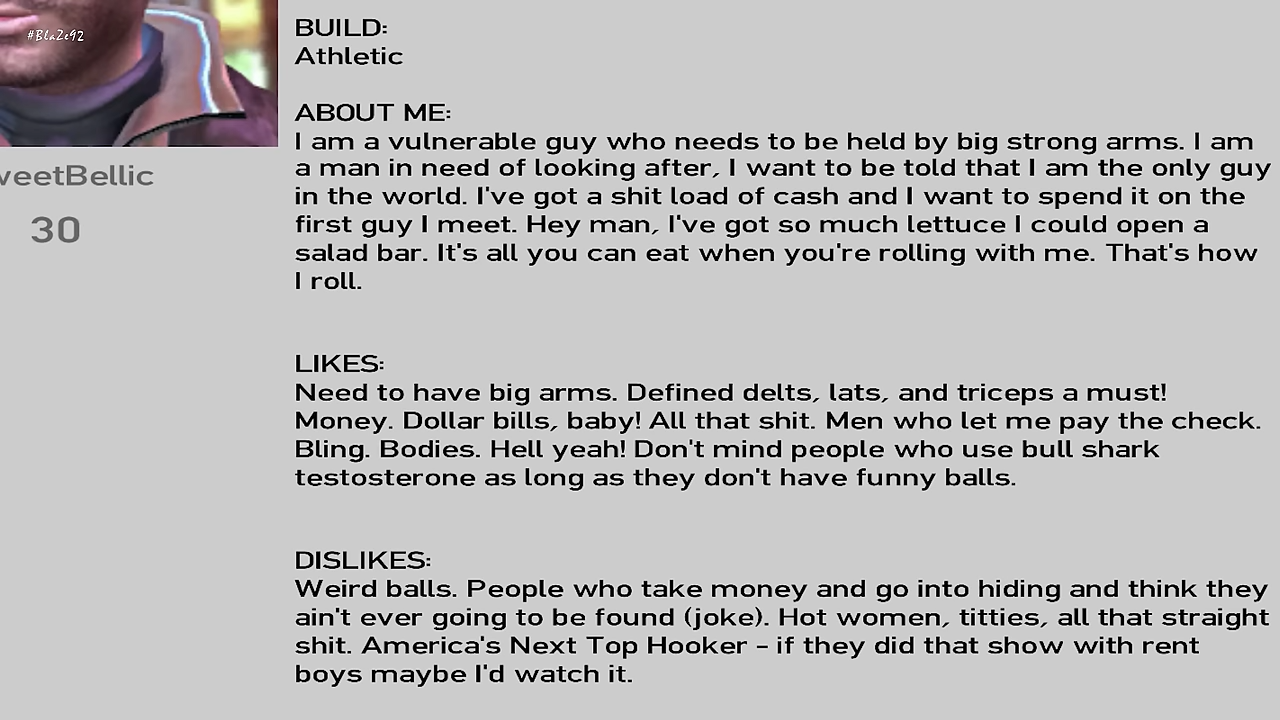 #BlaZe92
BUILD:
Athletic
ABOUT ME:
I am a vulnerable guy who needs to be held by big strong arms. I am
a man in need of looking after, I want to be told that I am the only guy
in the world. I've got a shit load of cash and I want to spend it on the
first guy I meet. Hey man, I've got so much lettuce I could open a
salad bar. It's all you can eat when you're rolling with me. That's how
I roll.
veetBellic
30
LIKES:
Need to have big arms. Defined delts, lats, and triceps a must!
Money. Dollar bills, baby! All that shit. Men who let me pay the check.
Bling. Bodies. Hell yeah! Don't mind people who use bull shark
testosterone as long as they don't have funny balls.
DISLIKES:
Weird balls. People who take money and go into hiding and think they
ain't ever going to be found (joke). Hot women, titties, all that straight
shit. America's Next Top Hooker - if they did that show with rent
boys maybe I'd watch it.